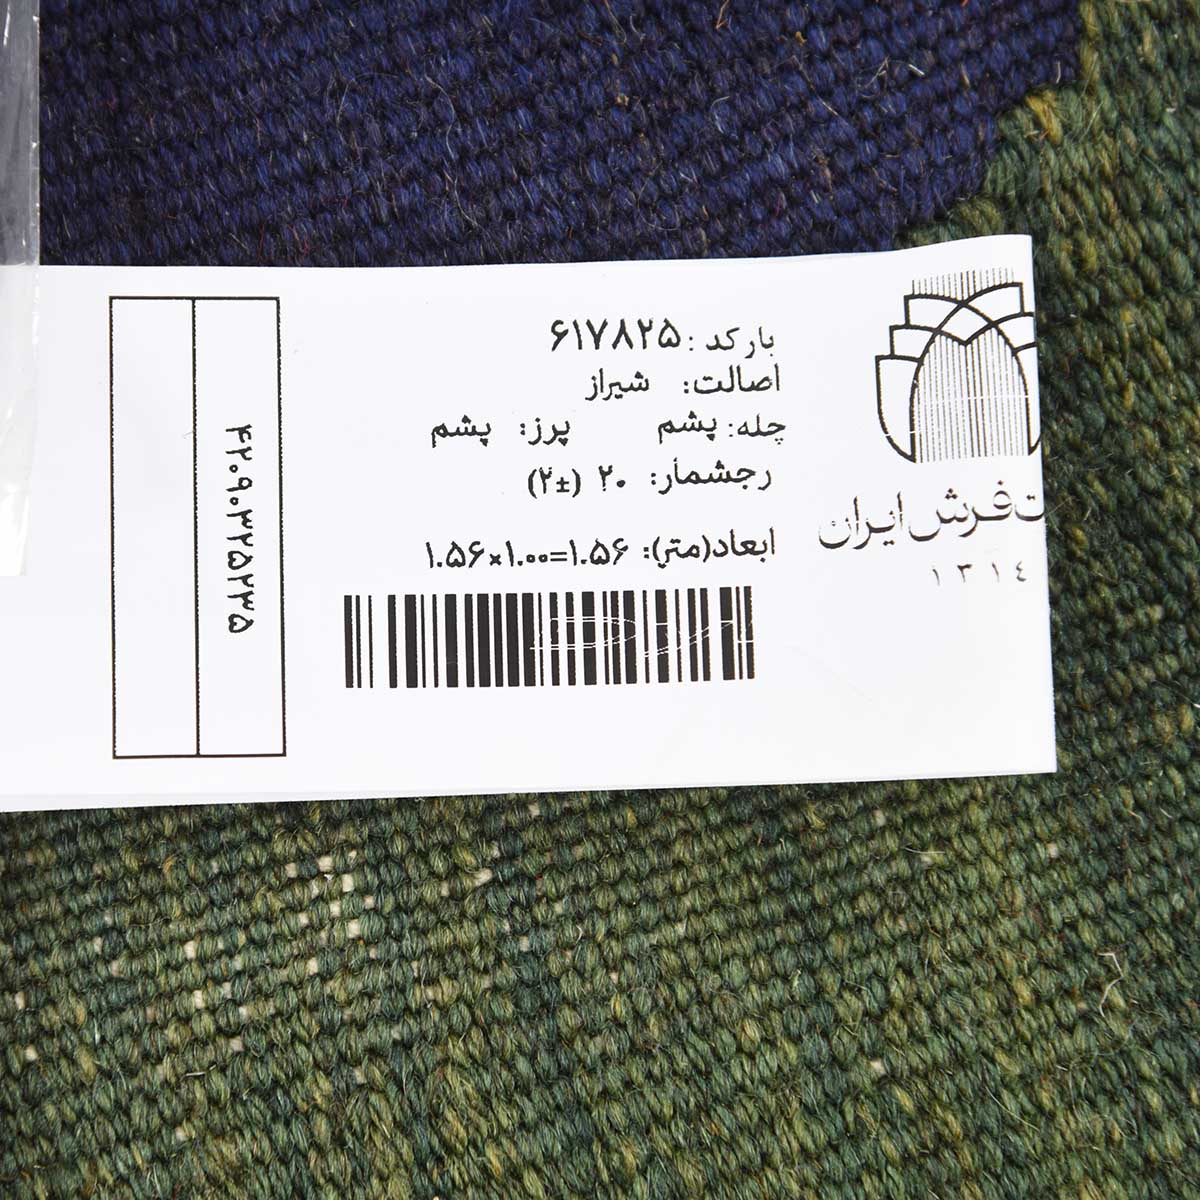 بارکد: ۶۱۷۸۲۵
اصالت: شیراز
چله: پشم پرز: پشم
رجشمار: ۲۰ (±۲)
ابعاد(متر): ۱.۵۶×۱.۰۰=۱.۵۶
فرش ایران
۱۳۱٤
۴۲۰۹۰۳۲۵۲۳۵